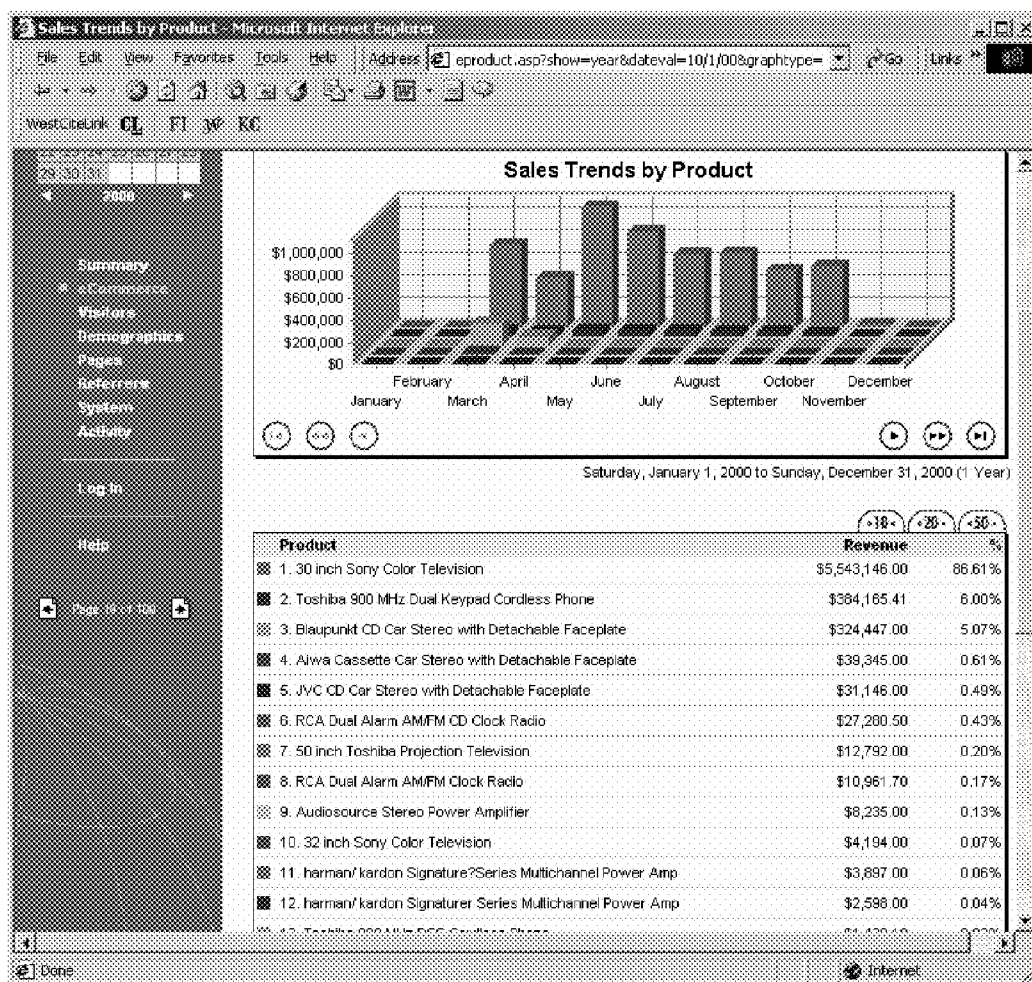 Sales Trends by Product - Microsoft Internet Explorer
File Edit View Favorites Tools Help Address eproduct.asp?show=year&dateval=10/1/00&graphtype= Go Links »
WestCiteLink CL FI W KC
29 30 31
2000
Summary
eCommerce
Visitors
Demographics
Pages
Referrers
System
Activity
Log In
Help
Sales Trends by Product
$1,000,000
$800,000
$600,000
$400,000
$200,000
$0
February April June August October December
January March May July September November
Saturday, January 1, 2000 to Sunday, December 31, 2000 (1 Year)
10 20 50
Product Revenue %
1. 30 inch Sony Color Television $5,543,146.00 86.61%
2. Toshiba 900 MHz Dual Keypad Cordless Phone $384,165.41 6.00%
3. Blaupunkt CD Car Stereo with Detachable Faceplate $324,447.00 5.07%
4. Aiwa Cassette Car Stereo with Detachable Faceplate $39,345.00 0.61%
5. JVC CD Car Stereo with Detachable Faceplate $31,146.00 0.49%
6. RCA Dual Alarm AM/FM CD Clock Radio $27,280.50 0.43%
7. 50 inch Toshiba Projection Television $12,792.00 0.20%
8. RCA Dual Alarm AM/FM Clock Radio $10,961.70 0.17%
9. Audiosource Stereo Power Amplifier $8,235.00 0.13%
10. 32 inch Sony Color Television $4,194.00 0.07%
11. harman/kardon Signature?Series Multichannel Power Amp $3,897.00 0.06%
12. harman/kardon Signaturer Series Multichannel Power Amp $2,598.00 0.04%
Done Internet